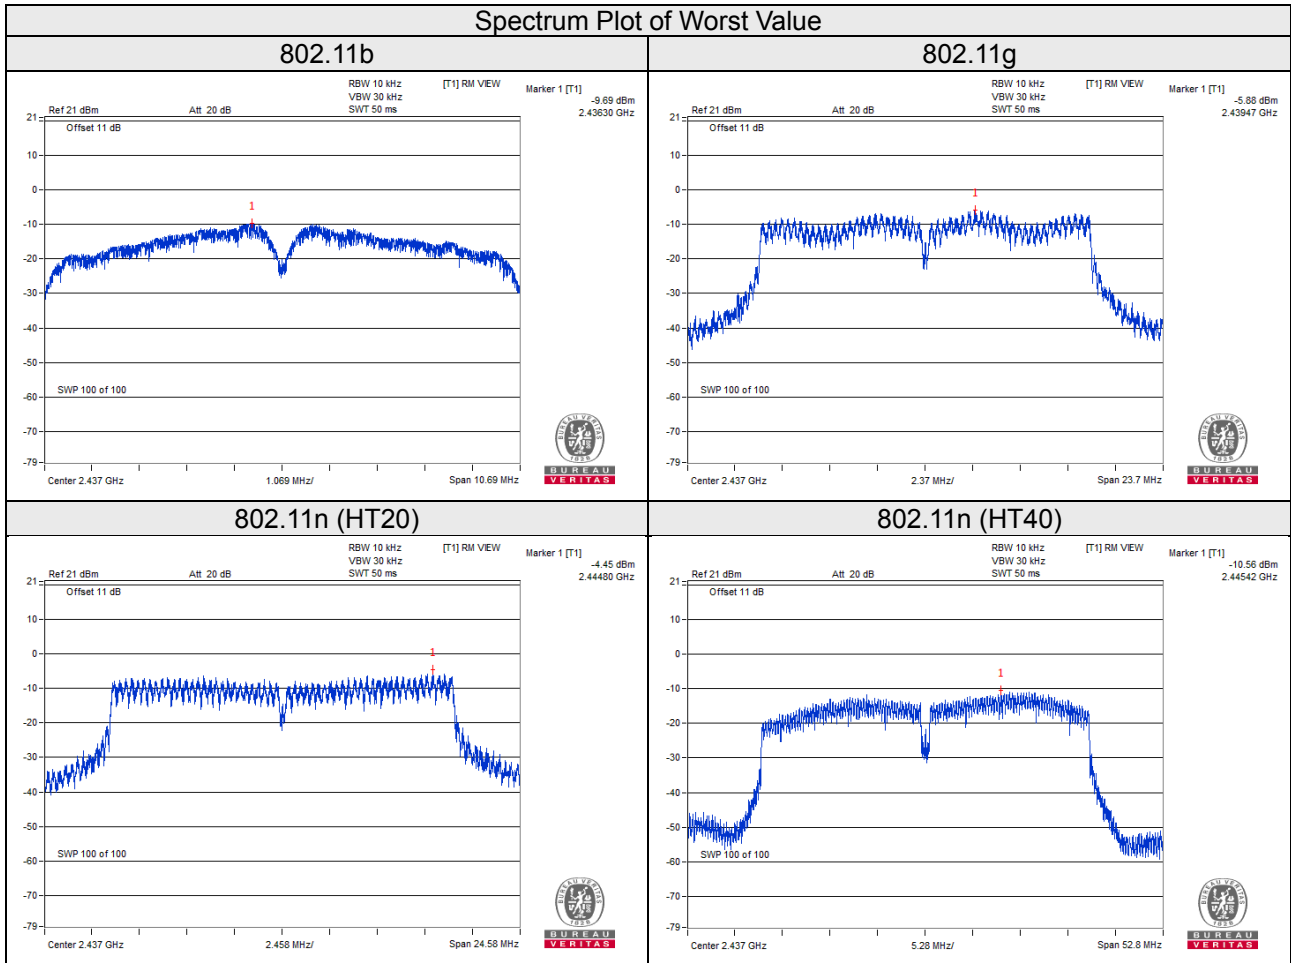 Spectrum Plot of Worst Value
802.11b
RBW 10 kHz [T1] RM VIEW
VBW 30 kHz
SWT 50 ms
Marker 1 [T1]
-9.69 dBm
2.43630 GHz
Ref 21 dBm Att 20 dB
Offset 11 dB
21
10
0
-10
-20
-30
-40
-50
-60
-70
-79
1
SWP 100 of 100
Center 2.437 GHz 1.069 MHz/ Span 10.69 MHz
BUREAU VERITAS
1828
BUREAU
VERITAS
802.11g
RBW 10 kHz [T1] RM VIEW
VBW 30 kHz
SWT 50 ms
Marker 1 [T1]
-5.88 dBm
2.43947 GHz
Ref 21 dBm Att 20 dB
Offset 11 dB
21
10
0
-10
-20
-30
-40
-50
-60
-70
-79
1
SWP 100 of 100
Center 2.437 GHz 2.37 MHz/ Span 23.7 MHz
BUREAU VERITAS
1828
BUREAU
VERITAS
802.11n (HT20)
RBW 10 kHz [T1] RM VIEW
VBW 30 kHz
SWT 50 ms
Marker 1 [T1]
-4.45 dBm
2.44480 GHz
Ref 21 dBm Att 20 dB
Offset 11 dB
21
10
0
-10
-20
-30
-40
-50
-60
-70
-79
1
SWP 100 of 100
Center 2.437 GHz 2.458 MHz/ Span 24.58 MHz
BUREAU VERITAS
1828
BUREAU
VERITAS
802.11n (HT40)
RBW 10 kHz [T1] RM VIEW
VBW 30 kHz
SWT 50 ms
Marker 1 [T1]
-10.56 dBm
2.44542 GHz
Ref 21 dBm Att 20 dB
Offset 11 dB
21
10
0
-10
-20
-30
-40
-50
-60
-70
-79
1
SWP 100 of 100
Center 2.437 GHz 5.28 MHz/ Span 52.8 MHz
BUREAU VERITAS
1828
BUREAU
VERITAS